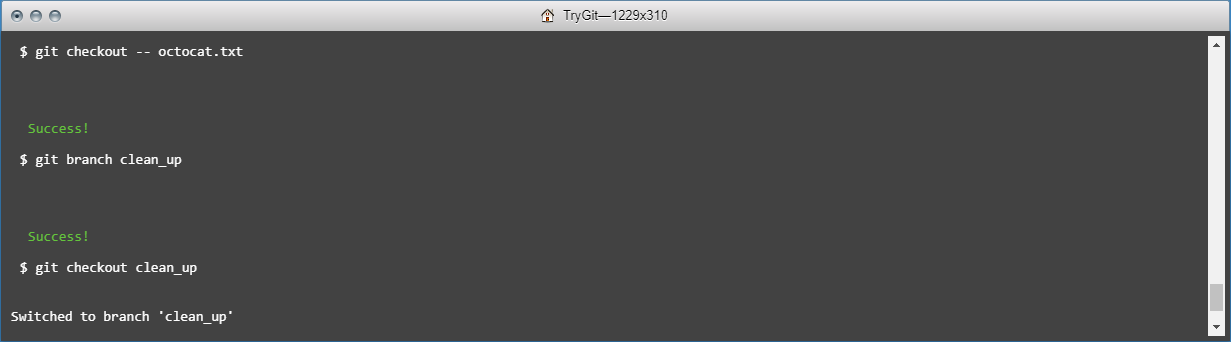 TryGit—1229x310
$ git checkout -- octocat.txt
Success!
$ git branch clean_up
Success!
$ git checkout clean_up
Switched to branch 'clean_up'